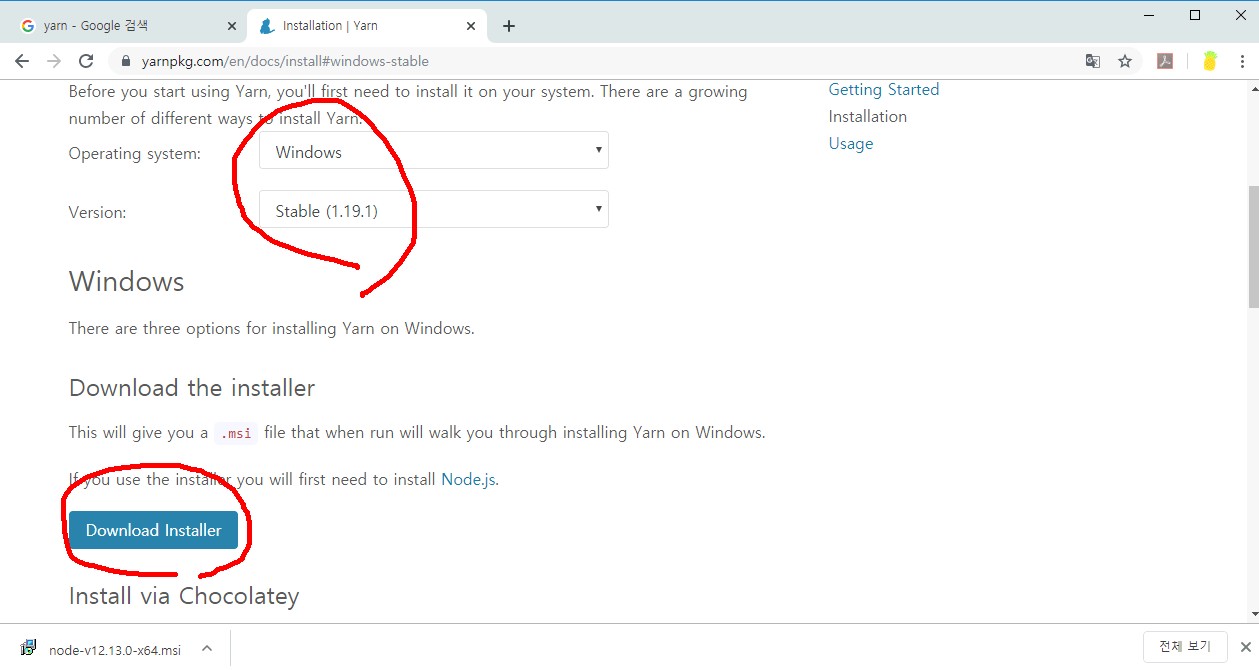 yarn - Google 검색
Installation | Yarn
yarnpkg.com/en/docs/install#windows-stable
Before you start using Yarn, you'll first need to install it on your system. There are a growing
number of different ways to install Yarn.
Operating system:
Windows
Version:
Stable (1.19.1)
Getting Started
Installation
Usage
Windows
There are three options for installing Yarn on Windows.
Download the installer
This will give you a .msi file that when run will walk you through installing Yarn on Windows.
If you use the installer you will first need to install Node.js.
Download Installer
Install via Chocolatey
node-v12.13.0-x64.msi
전체 보기